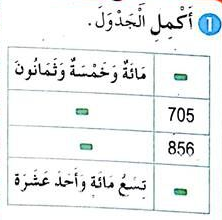 1 أَكْمِلِ الْجَدْوَلَ.
مَائَةٌ وَخَمْسَةٌ وَثَمَانُونَ
705
856
تِسْعُ مَائَةٍ وَأَحَدَ عَشَرَةَ